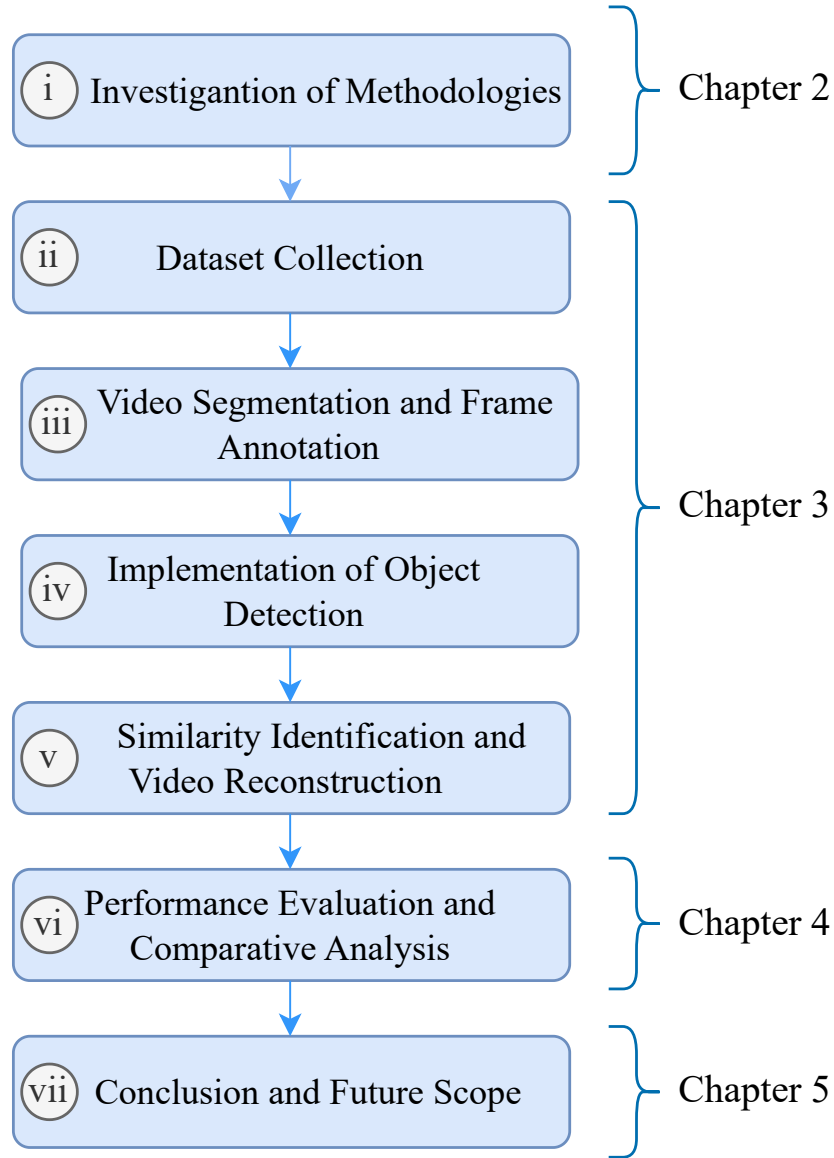 i Investigantion of Methodologies
Chapter 2
ii Dataset Collection
iii Video Segmentation and Frame
Annotation
Chapter 3
iv Implementation of Object
Detection
v Similarity Identification and
Video Reconstruction
vi Performance Evaluation and
Comparative Analysis
Chapter 4
vii Conclusion and Future Scope
Chapter 5